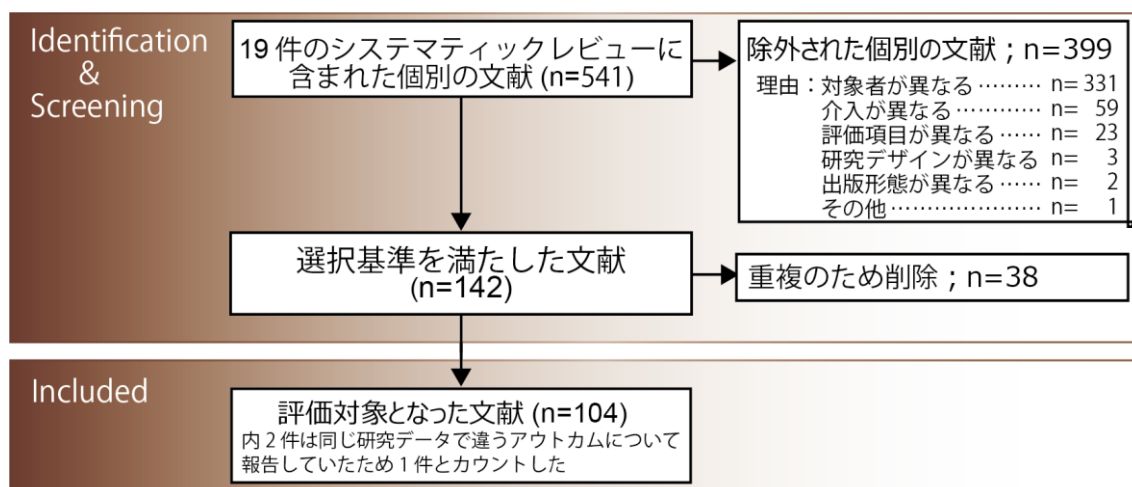 Identification
&
Screening
19 件のシステマティックレビューに
含まれた個別の文献 (n=541)
除外された個別の文献;n=399
理由:対象者が異なる ……… n= 331
介入が異なる ………… n= 59
評価項目が異なる …… n= 23
研究デザインが異なる n= 3
出版形態が異なる …… n= 2
その他 ………………… n= 1
選択基準を満たした文献
(n=142)
重複のため削除;n=38
Included
評価対象となった文献 (n=104)
内 2 件は同じ研究データで違うアウトカムについて
報告していたため 1 件とカウントした